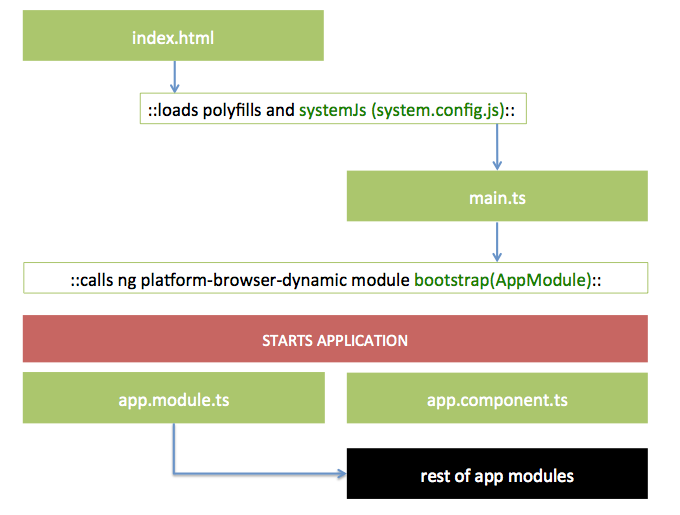 index.html
::loads polyfills and systemJs (system.config.js)::
main.ts
::calls ng platform-browser-dynamic module bootstrap(AppModule)::
STARTS APPLICATION
app.module.ts
app.component.ts
rest of app modules